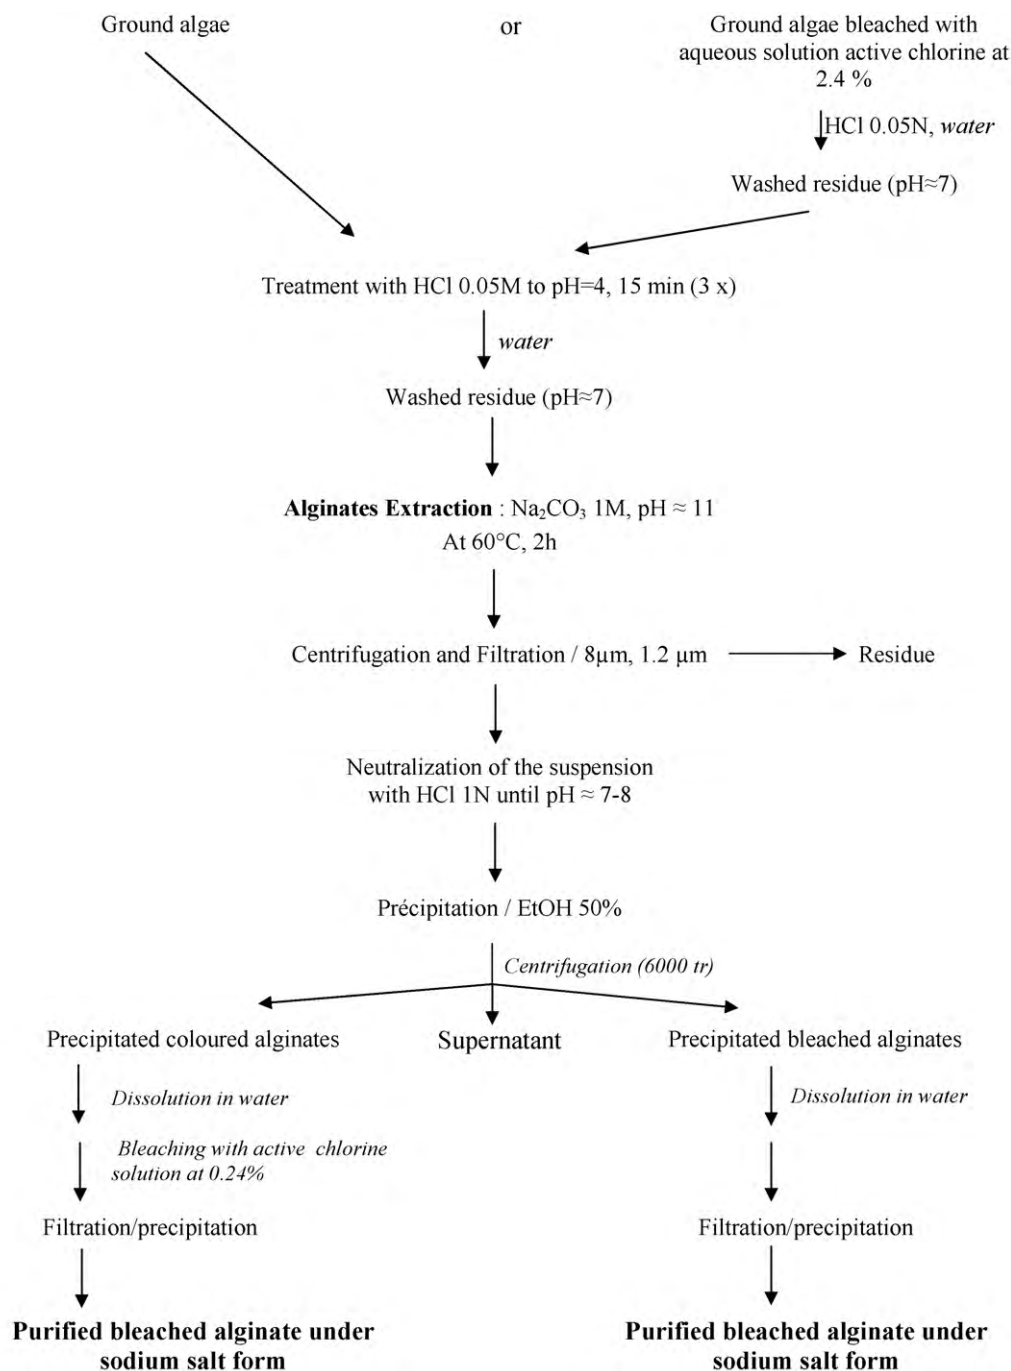 Ground algae
or
Ground algae bleached with
aqueous solution active chlorine at
2.4 %
HCl 0.05N, water
Washed residue (pH≈7)
Treatment with HCl 0.05M to pH=4, 15 min (3 x)
water
Washed residue (pH≈7)
Alginates Extraction : Na₂CO₃ 1M, pH ≈ 11
At 60°C, 2h
Centrifugation and Filtration / 8µm, 1.2 µm
Residue
Neutralization of the suspension
with HCl 1N until pH ≈ 7-8
Précipitation / EtOH 50%
Centrifugation (6000 tr)
Precipitated coloured alginates
Supernatant
Precipitated bleached alginates
Dissolution in water
Dissolution in water
Bleaching with active chlorine
solution at 0.24%
Filtration/precipitation
Filtration/precipitation
Purified bleached alginate under
sodium salt form
Purified bleached alginate under
sodium salt form